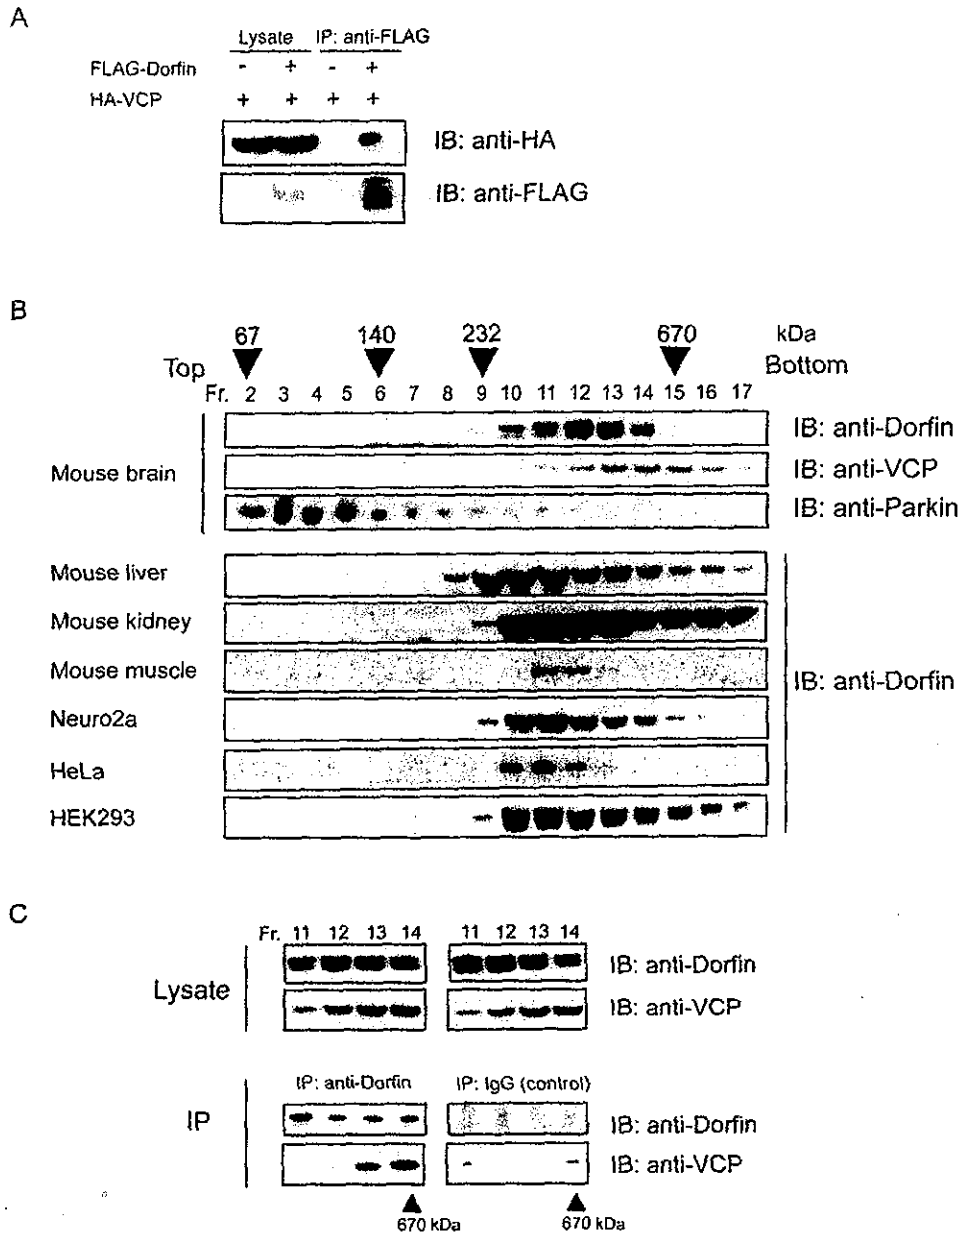 A
Lysate IP: anti-FLAG
FLAG-Dorfin - + - +
HA-VCP + + + +
IB: anti-HA
IB: anti-FLAG
B
67 140 232 670 kDa
Top Bottom
Fr. 2 3 4 5 6 7 8 9 10 11 12 13 14 15 16 17
IB: anti-Dorfin
Mouse brain IB: anti-VCP
IB: anti-Parkin
Mouse liver
Mouse kidney
Mouse muscle IB: anti-Dorfin
Neuro2a
HeLa
HEK293
C
Fr. 11 12 13 14 11 12 13 14
IB: anti-Dorfin
Lysate
IB: anti-VCP
IP: anti-Dorfin IP: IgG (control)
IP IB: anti-Dorfin
IB: anti-VCP
670 kDa 670 kDa